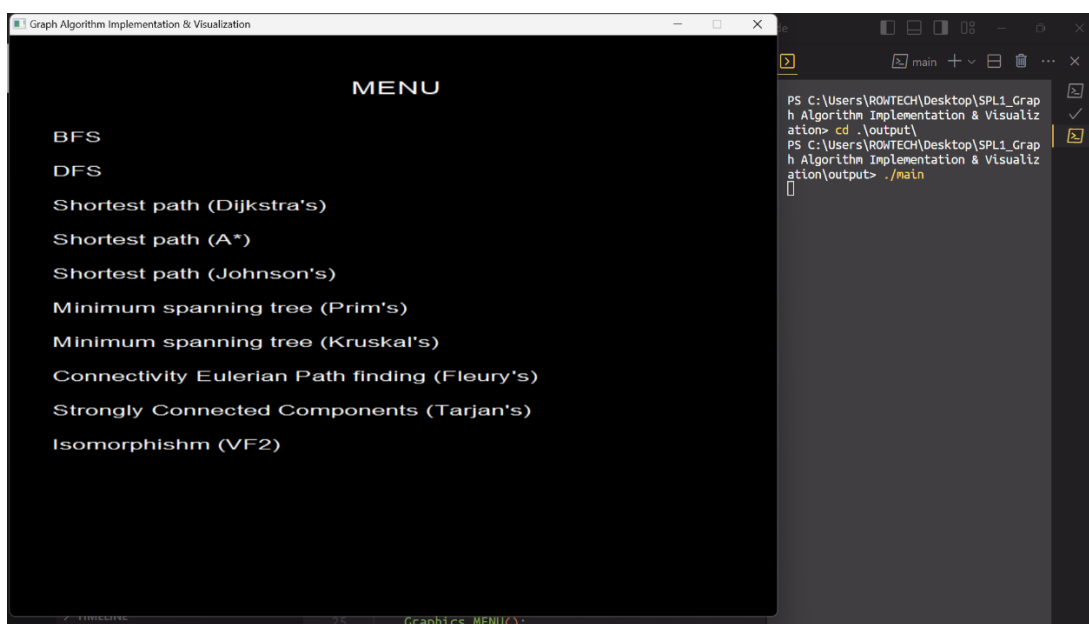 Graph Algorithm Implementation & Visualization
MENU
BFS
DFS
Shortest path (Dijkstra's)
Shortest path (A*)
Shortest path (Johnson's)
Minimum spanning tree (Prim's)
Minimum spanning tree (Kruskal's)
Connectivity Eulerian Path finding (Fleury's)
Strongly Connected Components (Tarjan's)
Isomorphishm (VF2)
main
PS C:\Users\ROWTECH\Desktop\SPL1_Grap
h Algorithm Implementation & Visualiz
ation> cd .\output\
PS C:\Users\ROWTECH\Desktop\SPL1_Grap
h Algorithm Implementation & Visualiz
ation\output> ./main
TIMELINE
25 Graphics_MENU();